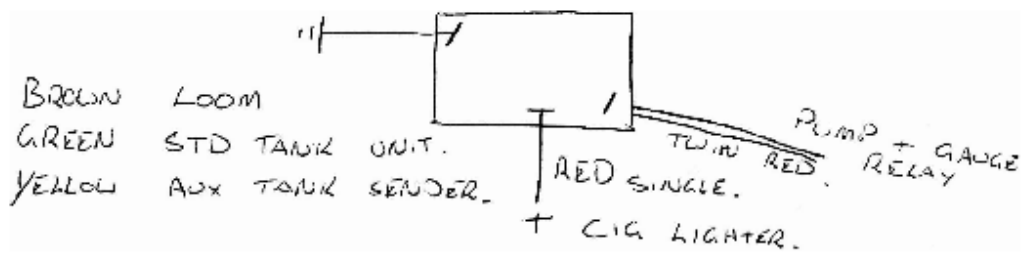 BROWN LOOM
GREEN STD TANK UNIT.
YELLOW AUX TANK SENDER.
RED SINGLE.
+ CIG LIGHTER.
TWIN RED.
PUMP + GAUGE
RELAY